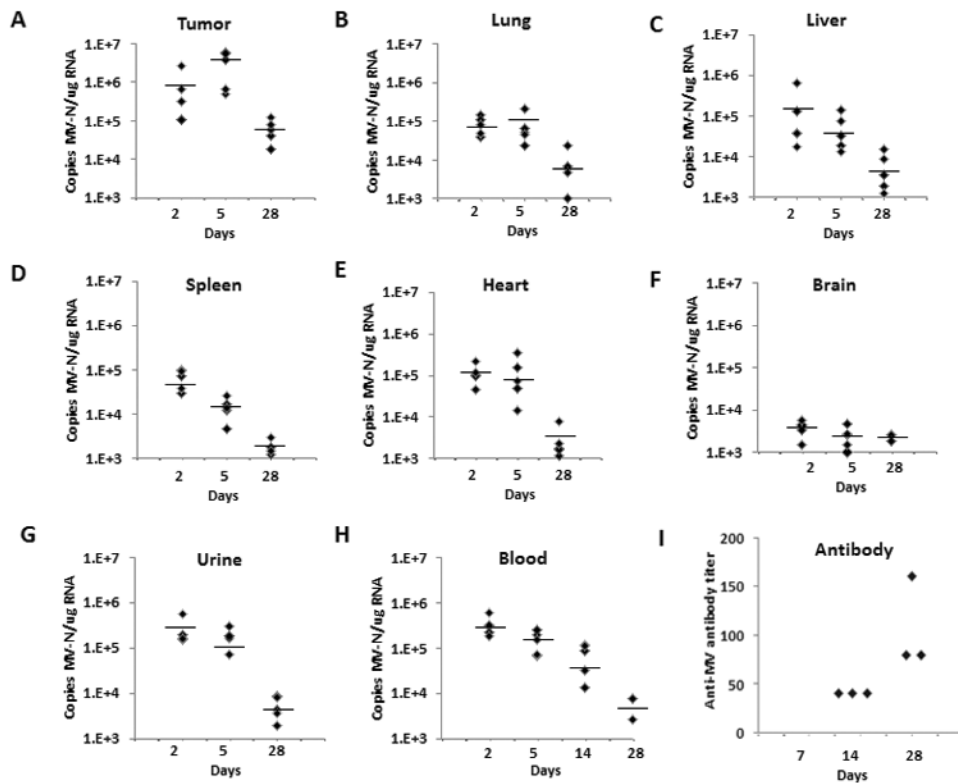 A
Tumor
Copies MV-N/ug RNA
1.E+7
1.E+6
1.E+5
1.E+4
1.E+3
2 5 28
Days
B
Lung
Copies MV-N/ug RNA
1.E+7
1.E+6
1.E+5
1.E+4
1.E+3
2 5 28
Days
C
Liver
Copies MV-N/ug RNA
1.E+7
1.E+6
1.E+5
1.E+4
1.E+3
2 5 28
Days
D
Spleen
Copies MV-N/ug RNA
1.E+7
1.E+6
1.E+5
1.E+4
1.E+3
2 5 28
Days
E
Heart
Copies MV-N/ug RNA
1.E+7
1.E+6
1.E+5
1.E+4
1.E+3
2 5 28
Days
F
Brain
Copies MV-N/ug RNA
1.E+7
1.E+6
1.E+5
1.E+4
1.E+3
2 5 28
Days
G
Urine
Copies MV-N/ug RNA
1.E+7
1.E+6
1.E+5
1.E+4
1.E+3
2 5 28
Days
H
Blood
Copies MV-N/ug RNA
1.E+7
1.E+6
1.E+5
1.E+4
1.E+3
2 5 14 28
Days
I
Antibody
Anti-MV antibody titer
200
150
100
50
0
7 14 28
Days